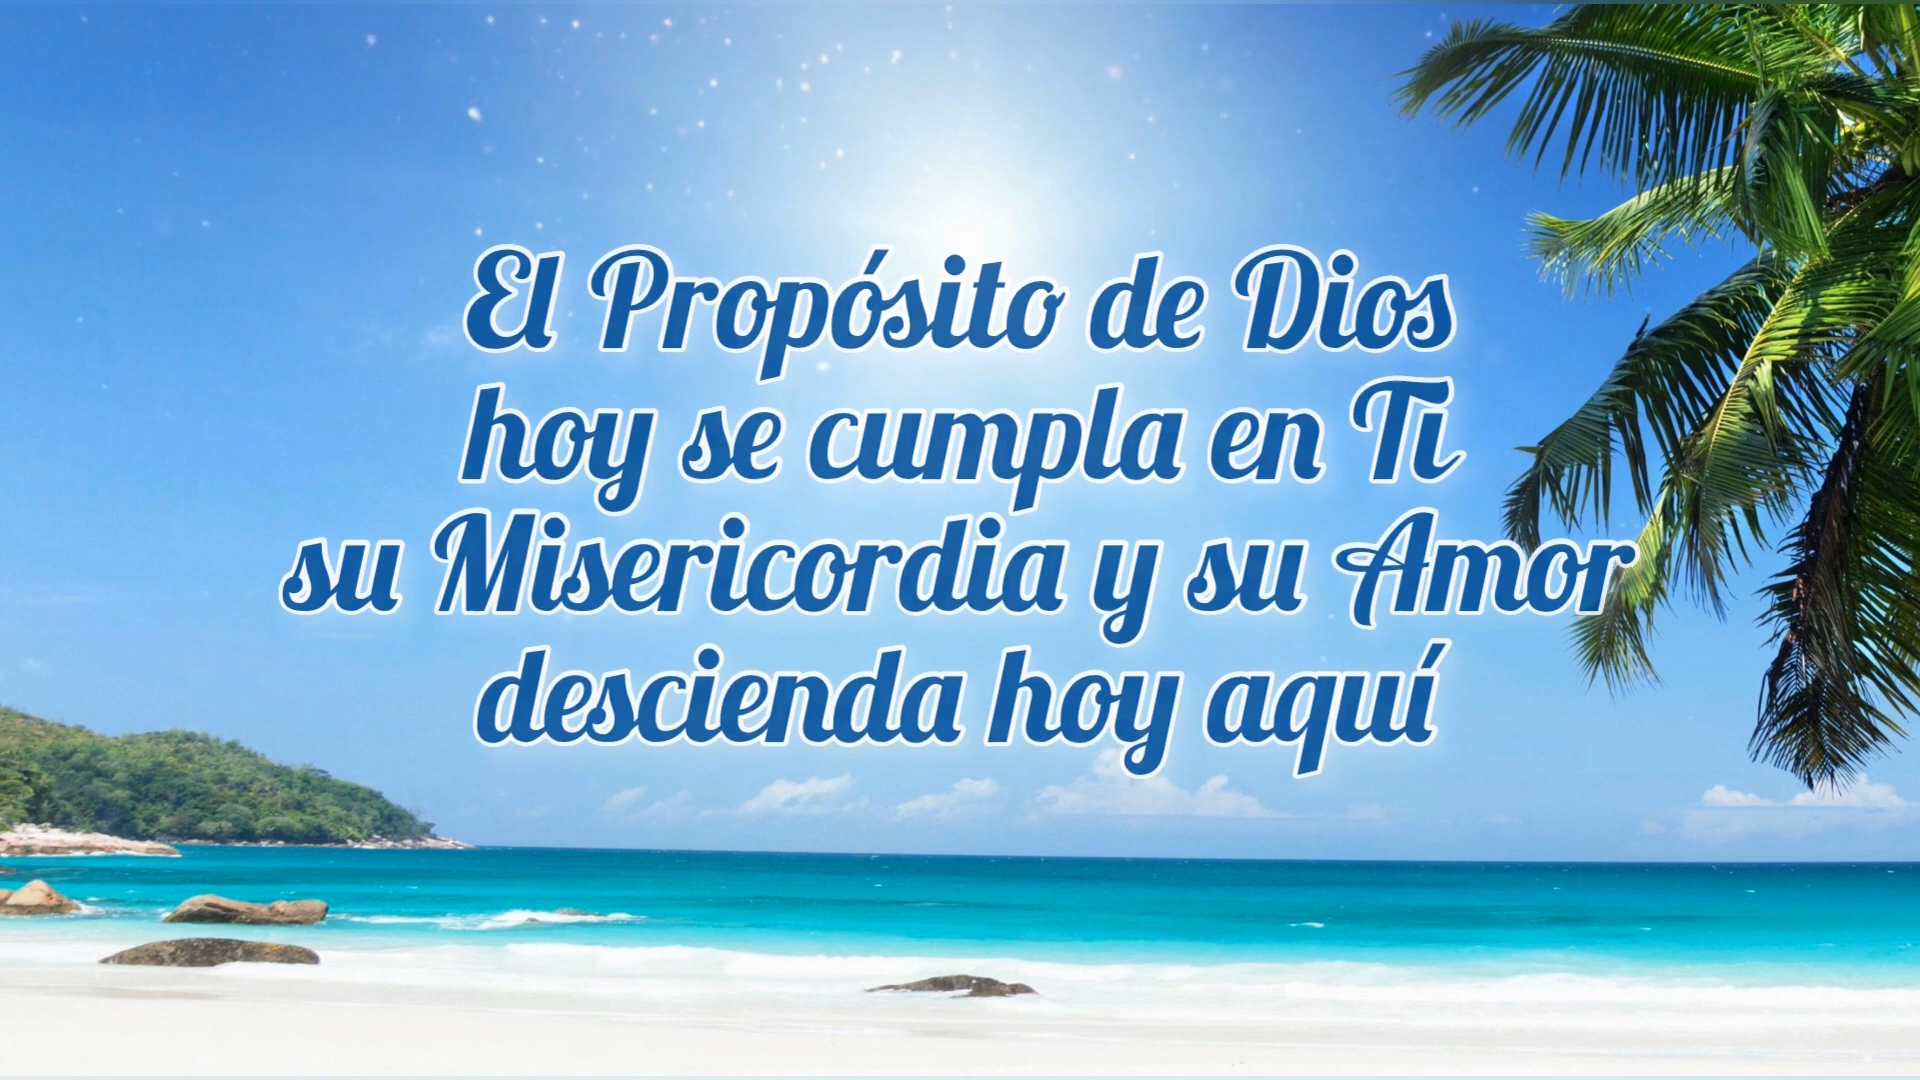 El Propósito de Dios
hoy se cumpla en Ti
su Misericordia y su Amor
descienda hoy aquí